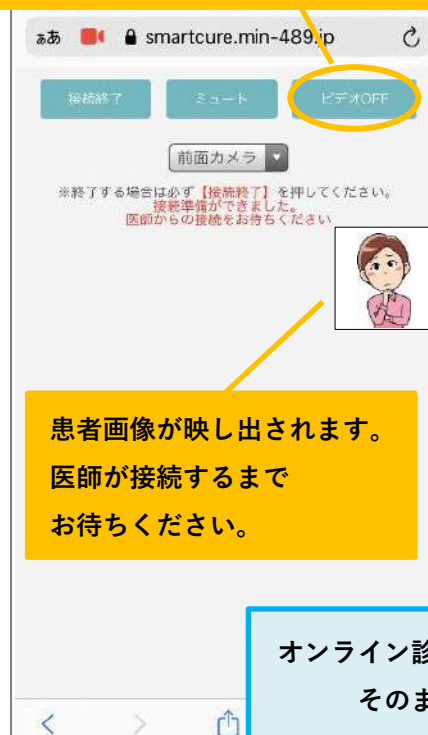 ぁあ smartcure.min-489.jp
接続終了 ミュート ビデオOFF
前面カメラ
※終了する場合は必ず【接続終了】を押してください。
接続準備ができました。
医師からの接続をお待ちください
患者画像が映し出されます。
医師が接続するまで
お待ちください。
オンライン診
そのま